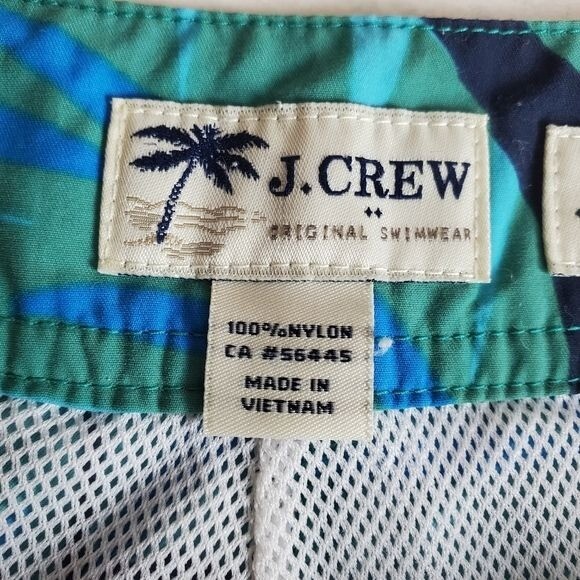 J.CREW
ORIGINAL SWIMWEAR
100%NYLON
CA #56445
MADE IN
VIETNAM